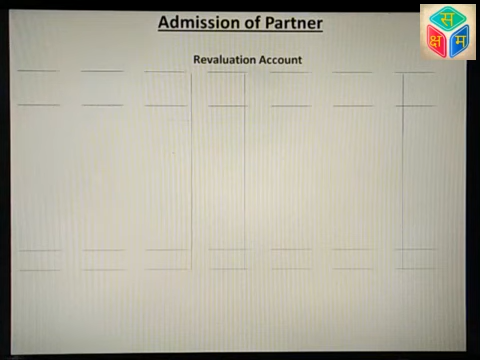 Admission of Partner
स
क्ष म
Revaluation Account